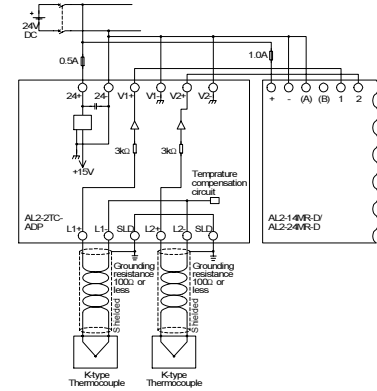 +
24V
DC
-
0.5A
1.0A
24+ 24- V1+ V1- V2+ V2-
+ - (A) (B) 1 2
3kΩ 3kΩ
+15V
Temprature
compensation
circuit
AL2-2TC-
ADP
AL2-14MR-D/
AL2-24MR-D
L1+ L1- SLD L2+ L2- SLD
Grounding
resistance
100Ω or
less
Grounding
resistance
100Ω or
less
Shielded
Shielded
K-type
Thermocouple
K-type
Thermocouple